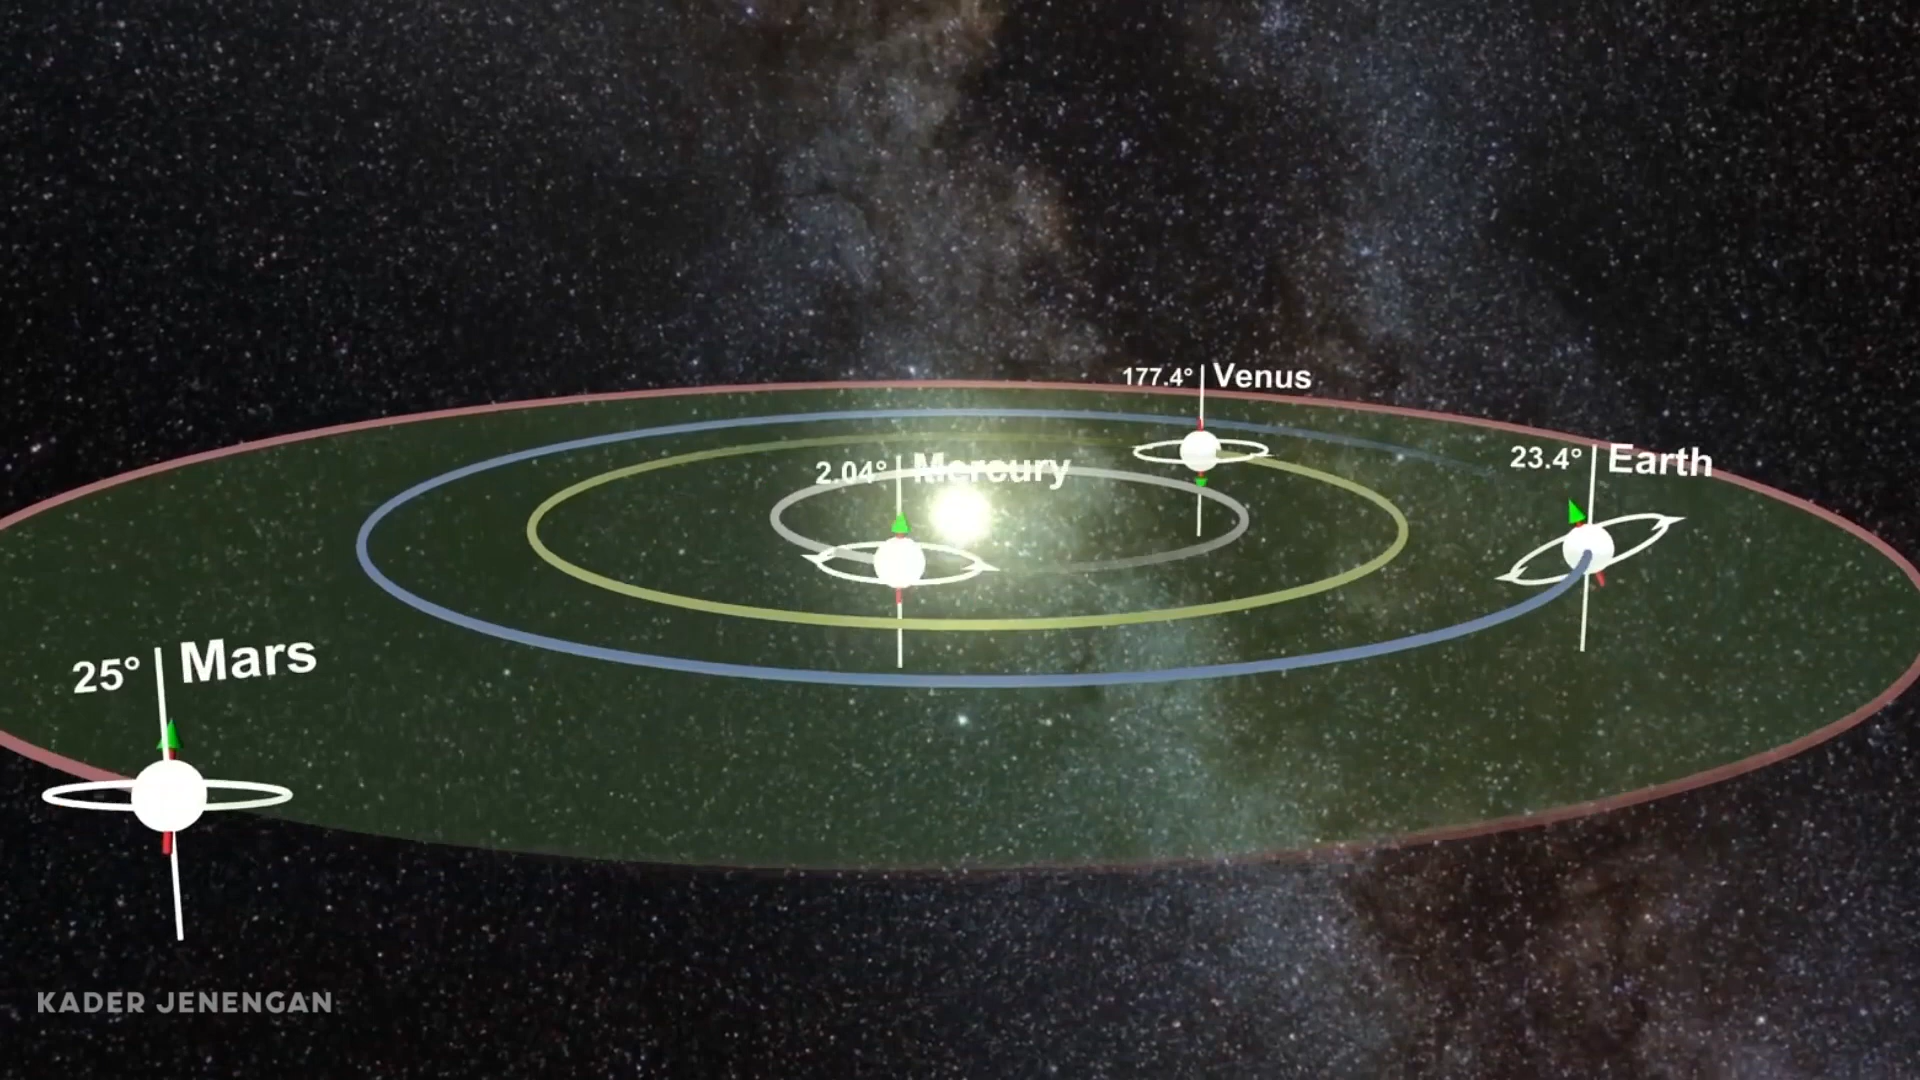 177.4° Venus
2.04° Mercury
23.4° Earth
25° Mars
KADER JENENGAN